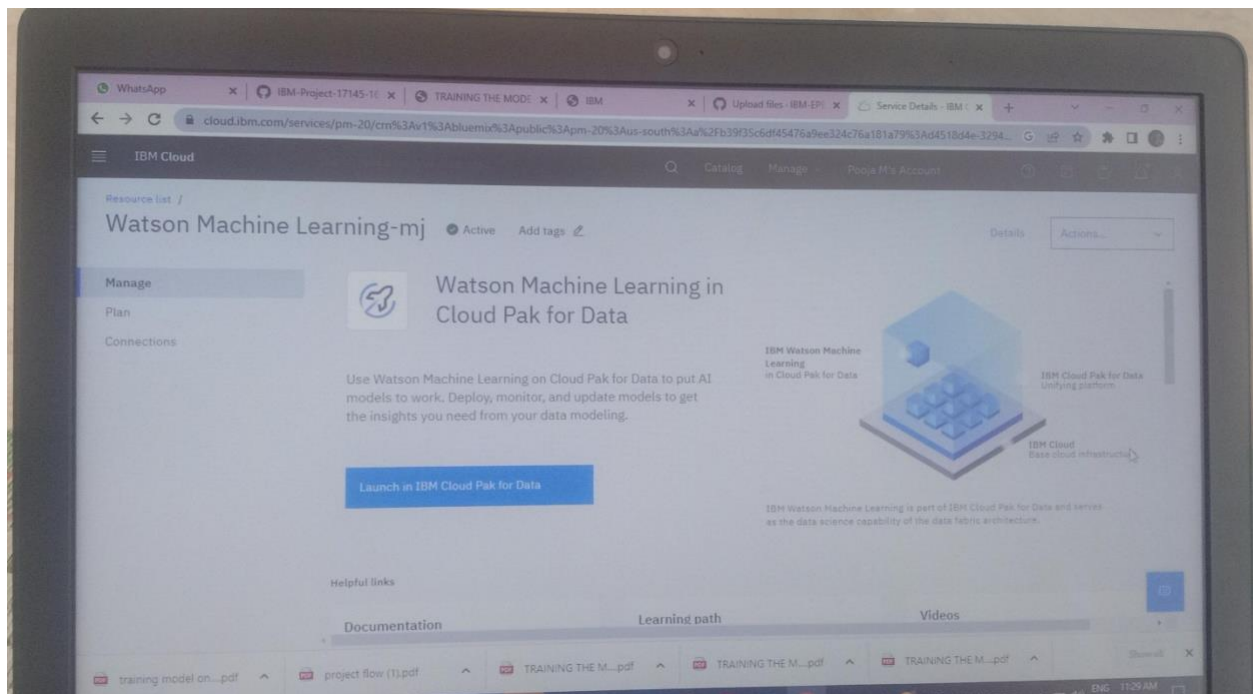 WhatsApp
IBM-Project-17145-16
TRAINING THE MODE
IBM
Upload files · IBM-EPI
Service Details - IBM C
cloud.ibm.com/services/pm-20/crn%3Av1%3Abluemix%3Apublic%3Apm-20%3Aus-south%3Aa%2Fb39f35c6df45476a9ee324c76a181a79%3Ad4518d4e-3294...
IBM Cloud
Catalog
Manage
Pooja M's Account
Resource list /
Watson Machine Learning-mj
Active
Add tags
Details
Actions...
Manage
Plan
Connections
Watson Machine Learning in
Cloud Pak for Data
Use Watson Machine Learning on Cloud Pak for Data to put AI
models to work. Deploy, monitor, and update models to get
the insights you need from your data modeling.
Launch in IBM Cloud Pak for Data
IBM Watson Machine
Learning
in Cloud Pak for Data
IBM Cloud Pak for Data
Unifying platform
IBM Cloud
Base cloud infrastructure
IBM Watson Machine Learning is part of IBM Cloud Pak for Data and serves
as the data science capability of the data fabric architecture.
Helpful links
Documentation
Learning path
Videos
training model on....pdf
project flow (1).pdf
TRAINING THE M....pdf
TRAINING THE M....pdf
TRAINING THE M....pdf
Show all
ENG 11:29 AM